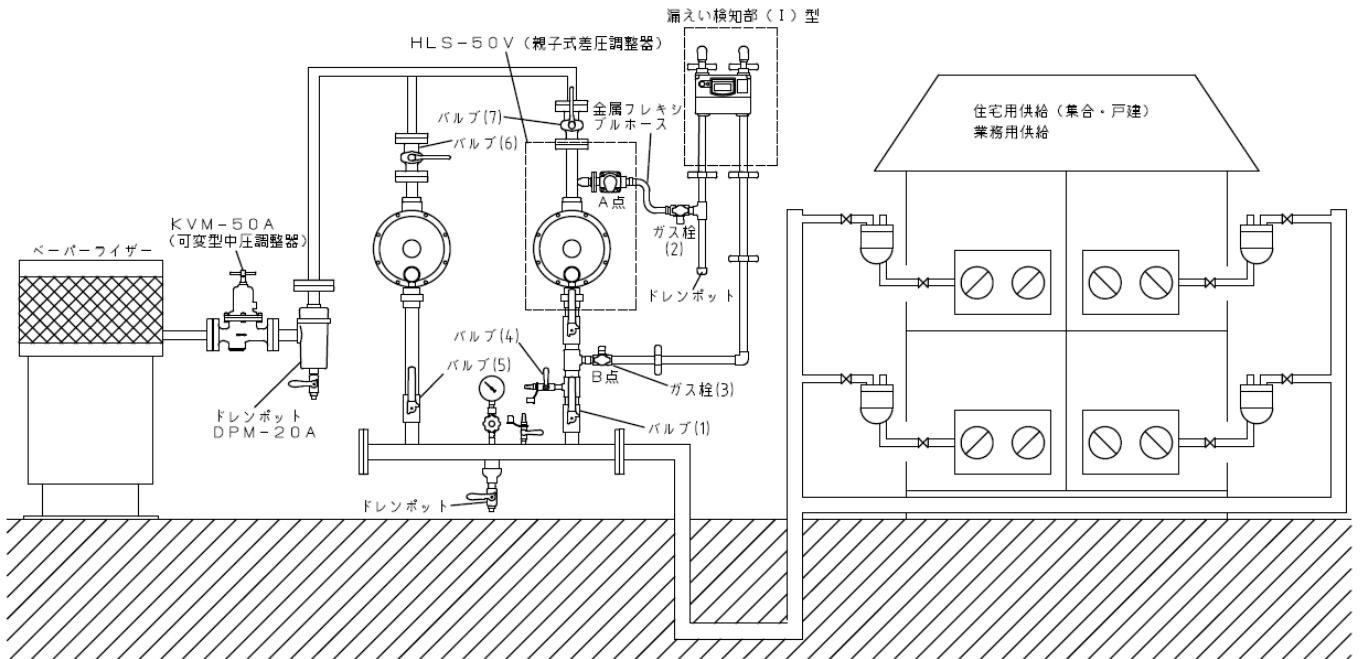 漏えい検知部（Ｉ）型
ＨＬＳ－５０Ｖ（親子式差圧調整器）
金属フレキシ
ブルホース
バルブ(7)
バルブ(6)
住宅用供給（集合・戸建）
業務用供給
Ａ点
ＫＶＭ－５０Ａ
（可変型中圧調整器）
ガス栓
(2)
ベーパーライザー
ドレンポット
バルブ(4)
バルブ(5)
Ｂ点
ガス栓(3)
ドレンポット
ＤＰＭ－２０Ａ
バルブ(1)
ドレンポット